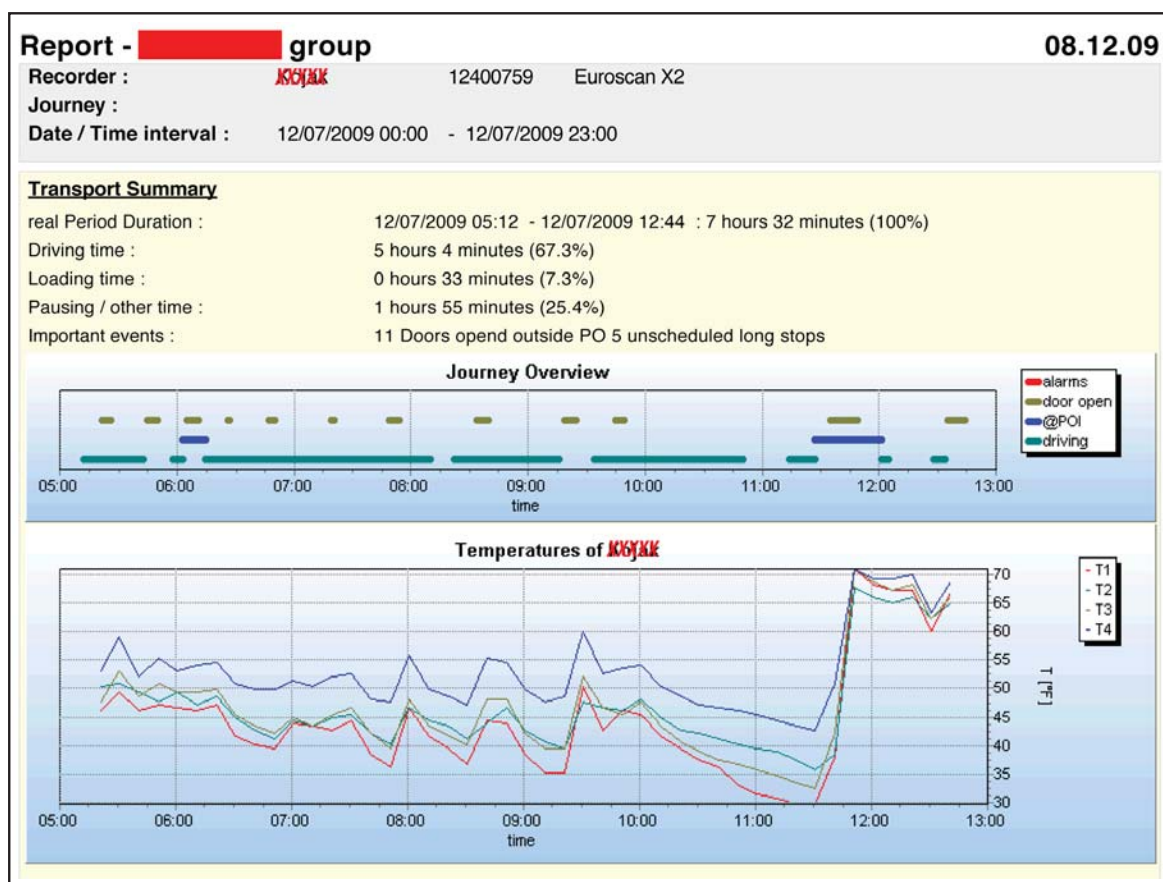 Report - group 08.12.09
Recorder : 12400759 Euroscan X2
Journey :
Date / Time interval : 12/07/2009 00:00 - 12/07/2009 23:00
Transport Summary
real Period Duration : 12/07/2009 05:12 - 12/07/2009 12:44 : 7 hours 32 minutes (100%)
Driving time : 5 hours 4 minutes (67.3%)
Loading time : 0 hours 33 minutes (7.3%)
Pausing / other time : 1 hours 55 minutes (25.4%)
Important events : 11 Doors opend outside PO 5 unscheduled long stops
Journey Overview
alarms
door open
@POI
driving
05:00 06:00 07:00 08:00 09:00 10:00 11:00 12:00 13:00
time
Temperatures of
T1
T2
T3
T4
70
65
60
55
50
45
40
35
30
T [°F]
05:00 06:00 07:00 08:00 09:00 10:00 11:00 12:00 13:00
time